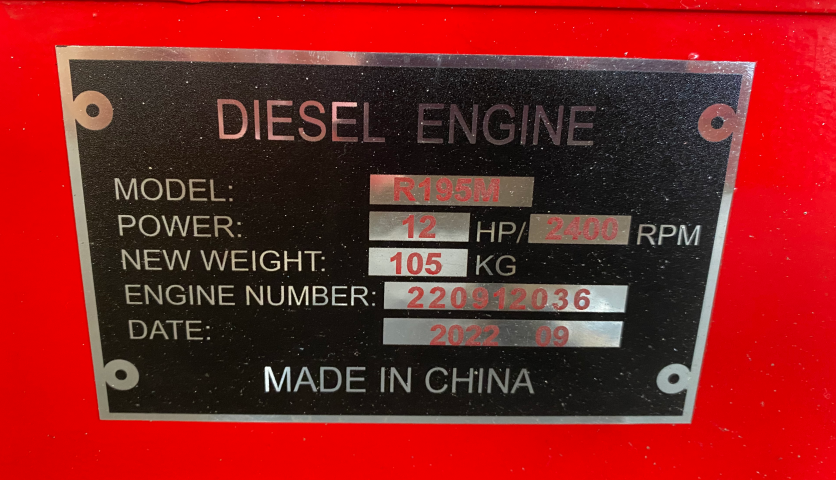 DIESEL ENGINE
MODEL: R195M
POWER: 12 HP/ 2400 RPM
NEW WEIGHT: 105 KG
ENGINE NUMBER: 220912036
DATE: 2022 09
MADE IN CHINA